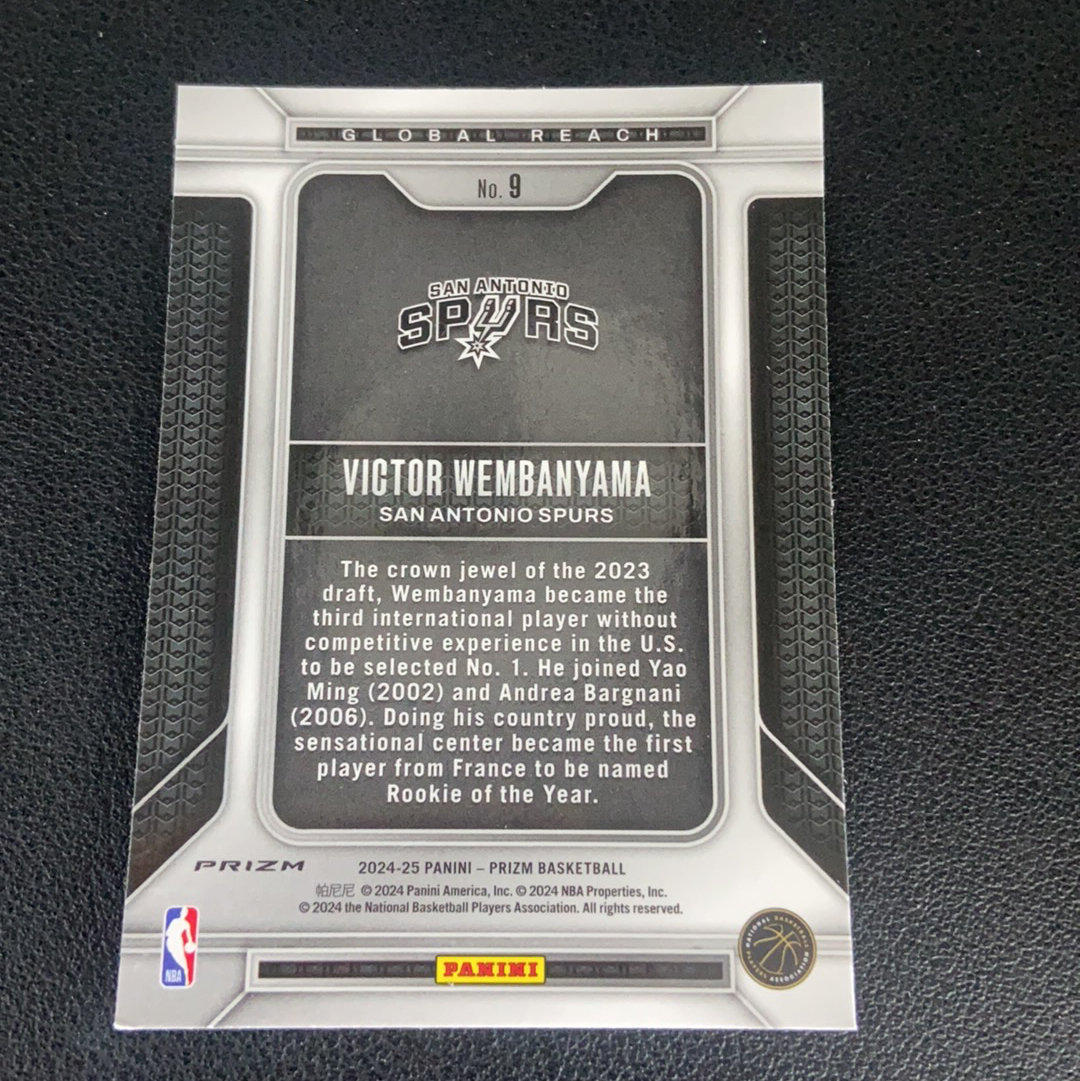 GLOBAL REACH
No. 9
SAN ANTONIO
SPURS
VICTOR WEMBANYAMA
SAN ANTONIO SPURS
The crown jewel of the 2023
draft, Wembanyama became the
third international player without
competitive experience in the U.S.
to be selected No. 1. He joined Yao
Ming (2002) and Andrea Bargnani
(2006). Doing his country proud, the
sensational center became the first
player from France to be named
Rookie of the Year.
PRIZM 2024-25 PANINI – PRIZM BASKETBALL
帕尼尼 © 2024 Panini America, Inc. © 2024 NBA Properties, Inc.
© 2024 the National Basketball Players Association. All rights reserved.
NBA
PANINI
NATIONAL BASKETBALL PLAYERS ASSOCIATION